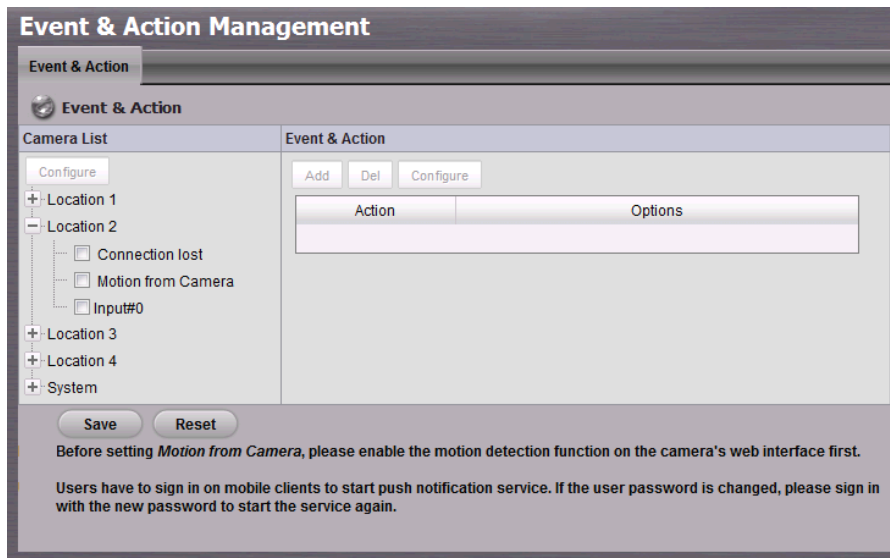 Event & Action Management
Event & Action
Event & Action
Camera List
Event & Action
Configure
Add Del Configure
Location 1
Action Options
Location 2
Connection lost
Motion from Camera
Input#0
Location 3
Location 4
System
Save Reset
Before setting Motion from Camera, please enable the motion detection function on the camera's web interface first.
Users have to sign in on mobile clients to start push notification service. If the user password is changed, please sign in
with the new password to start the service again.